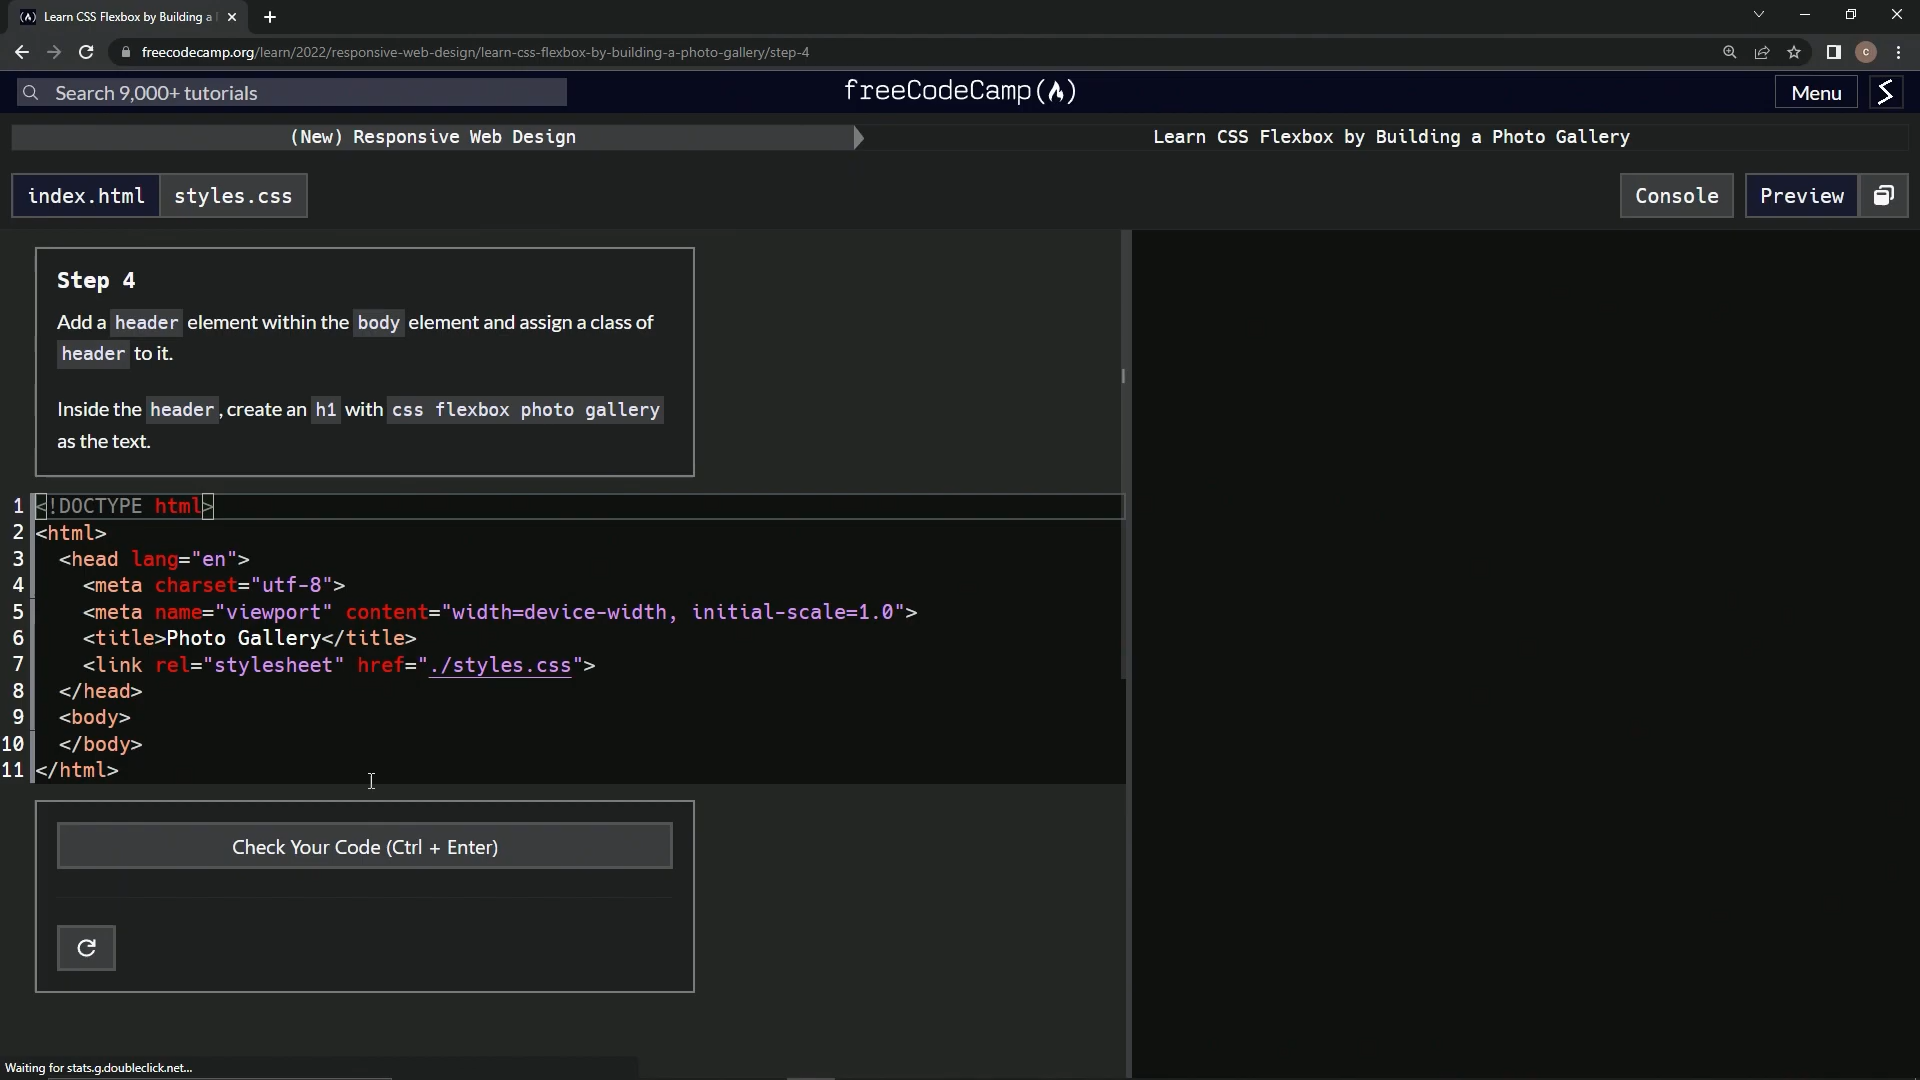 Learn CSS Flexbox by Building a
freecodecamp.org/learn/2022/responsive-web-design/learn-css-flexbox-by-building-a-photo-gallery/step-4
C
Search 9,000+ tutorials
freeCodeCamp
Menu
(New) Responsive Web Design
Learn CSS Flexbox by Building a Photo Gallery
index.html
styles.css
Console
Preview
Step 4
Add a header element within the body element and assign a class of
header to it.
Inside the header, create an h1 with css flexbox photo gallery
as the text.
1 <!DOCTYPE html>
2 <html>
3   <head lang="en">
4     <meta charset="utf-8">
5     <meta name="viewport" content="width=device-width, initial-scale=1.0">
6     <title>Photo Gallery</title>
7     <link rel="stylesheet" href="./styles.css">
8   </head>
9   <body>
10   </body>
11 </html>
Check Your Code (Ctrl + Enter)
Waiting for stats.g.doubleclick.net...